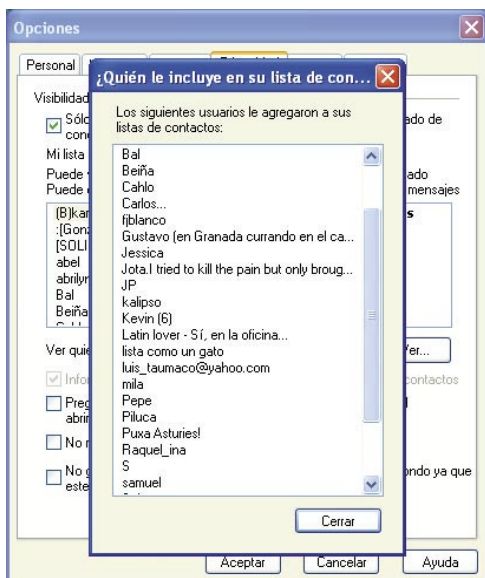 Opciones
Personal
¿Quién le incluye en su lista de con...
Visibilidad
Los siguientes usuarios le agregaron a sus
listas de contactos:
Sólo
ado de
Mi lista
Puede
ado
Puede
mensajes
Bal
Beiña
Cahlo
Carlos...
fjblanco
Gustavo (en Granada currando en el ca...
Jessica
Jota.I tried to kill the pain but only broug...
JP
kalipso
Kevin (6)
Latin lover - Sí, en la oficina...
lista como un gato
luis_taumaco@yahoo.com
mila
Pepe
Piluca
Puxa Asturies!
Raquel_ina
S
samuel
(B)kar
:[Gonz
[SOLI
abel
abrilyn
Bal
Beiña
Ver quie
Ver...
Infor
contactos
Preg
abrir
No
No
ondo ya que
este
Cerrar
Aceptar
Cancelar
Ayuda